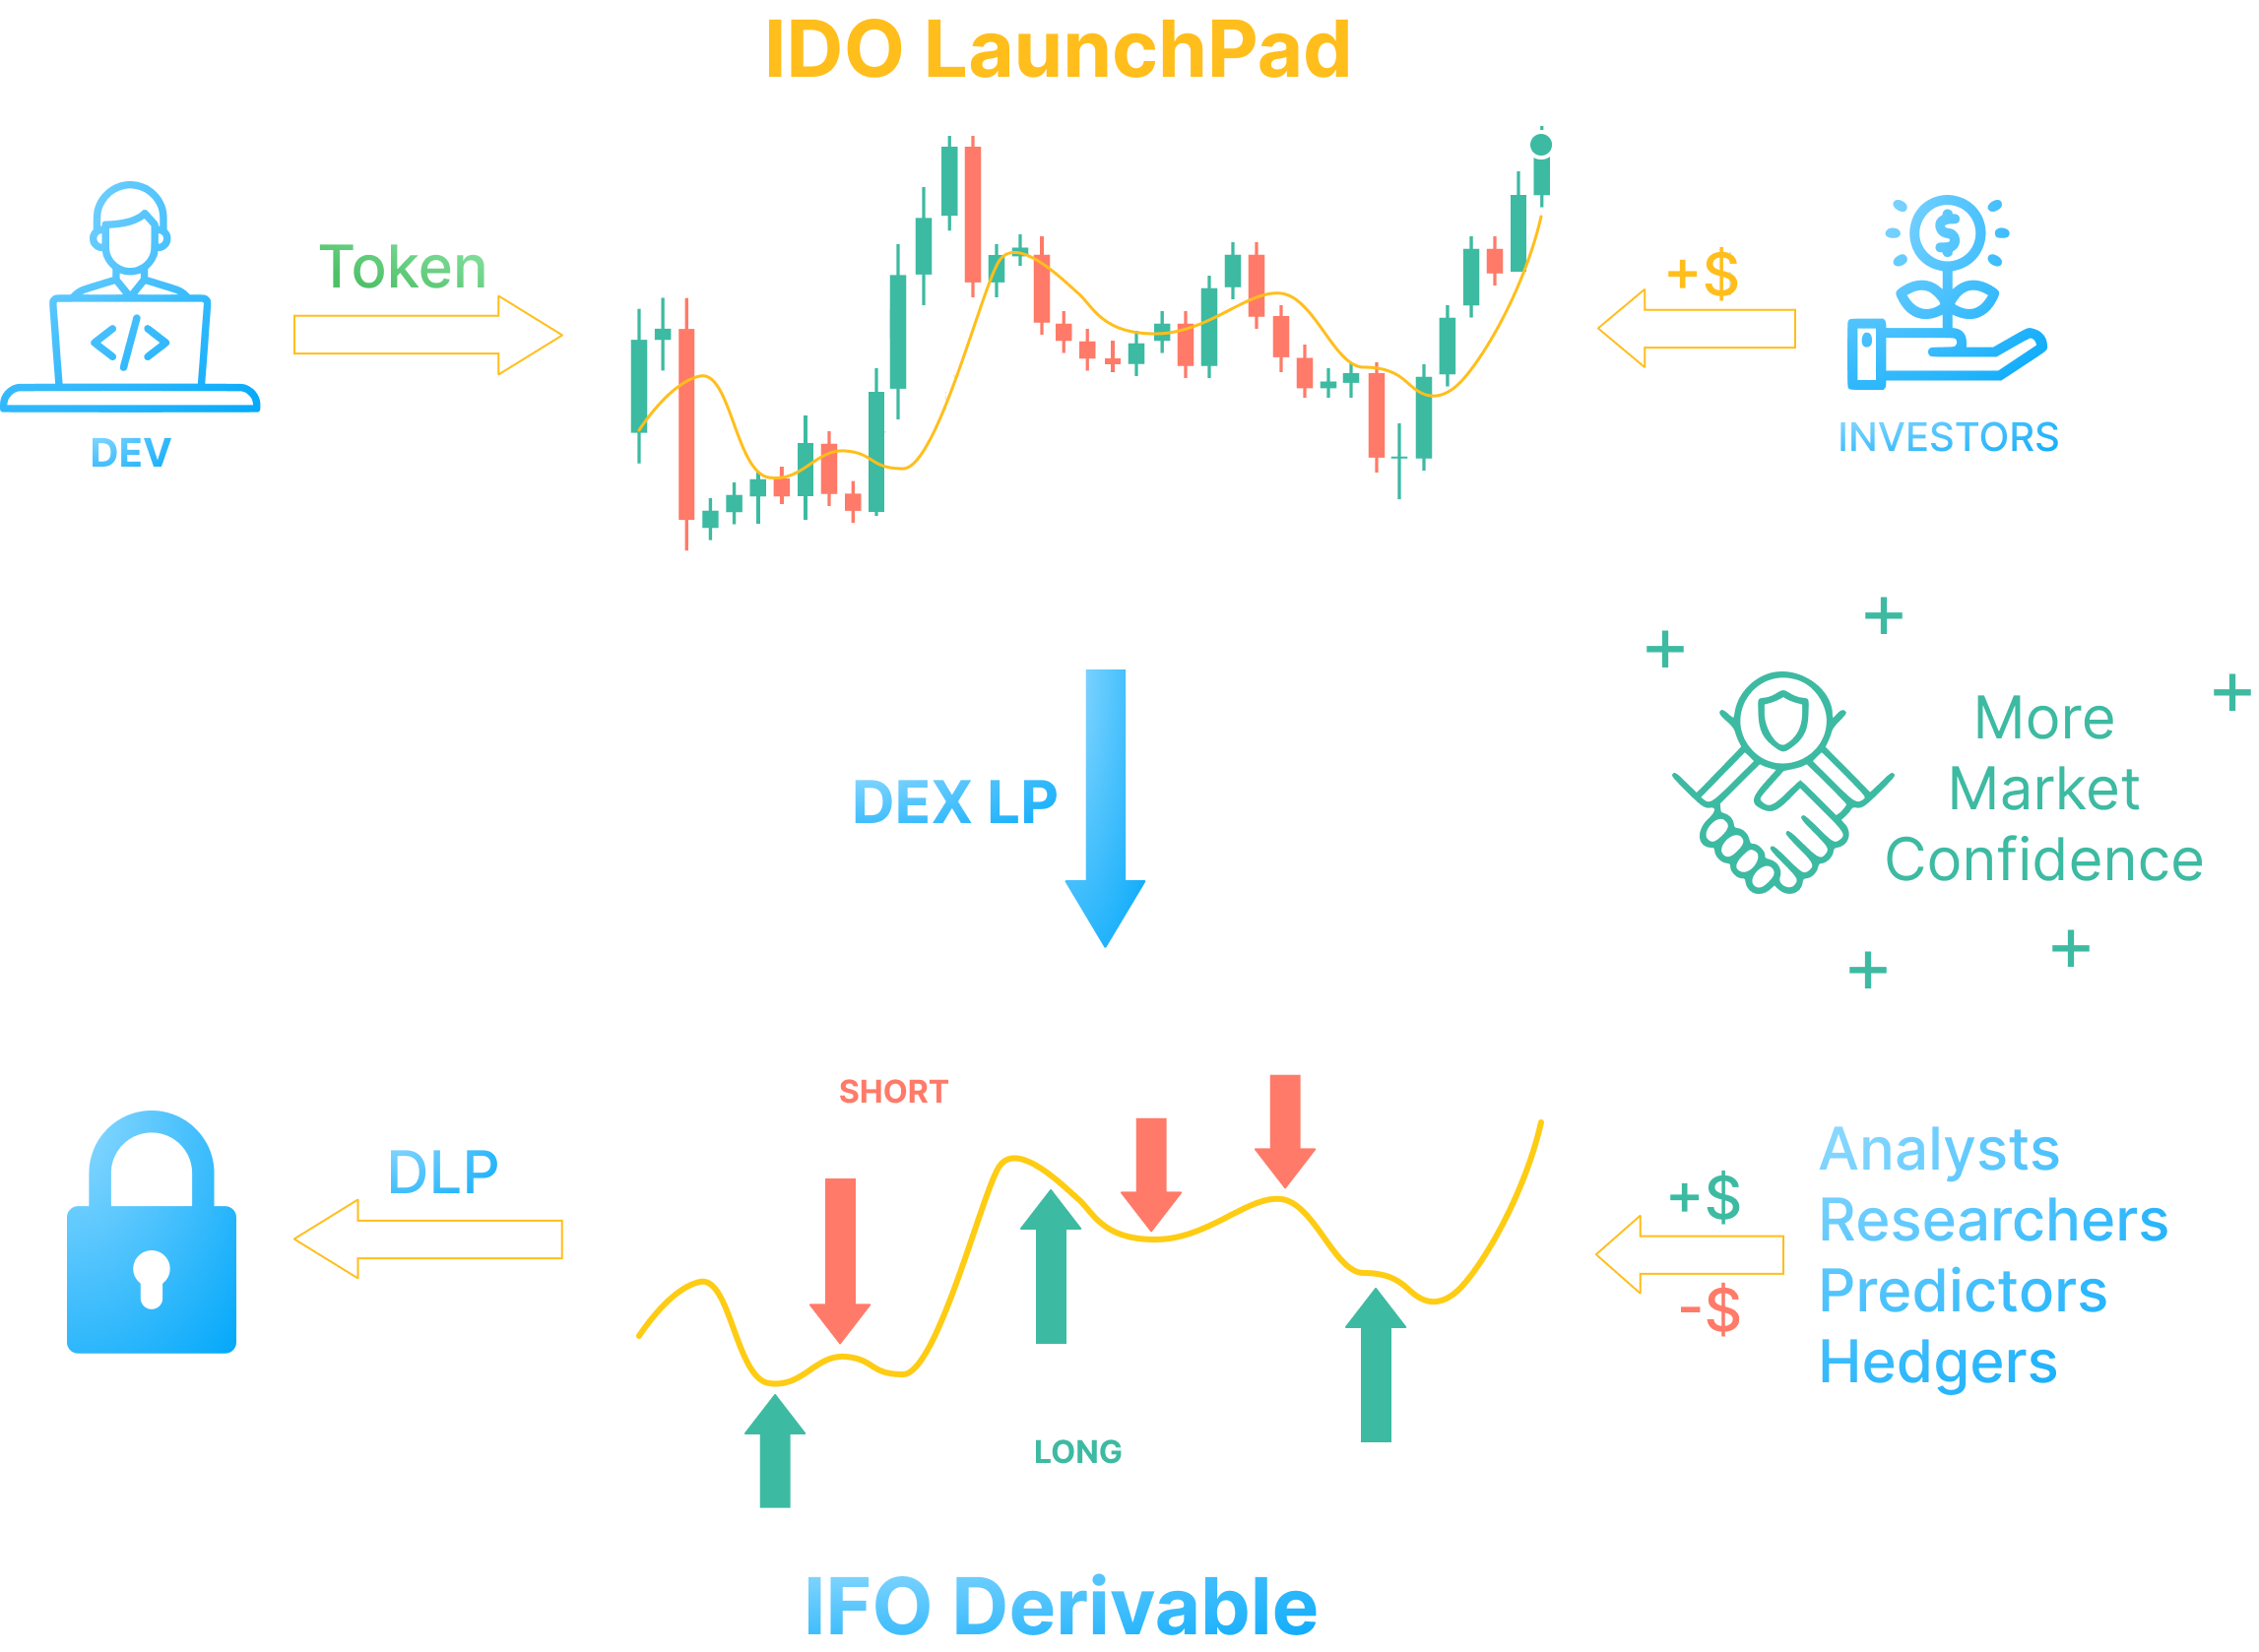 IDO LaunchPad
Token
+$
DEV
INVESTORS
DEX LP
More
Market
Confidence
SHORT
DLP
+$
-$
Analysts
Researchers
Predictors
Hedgers
LONG
IFO Derivable